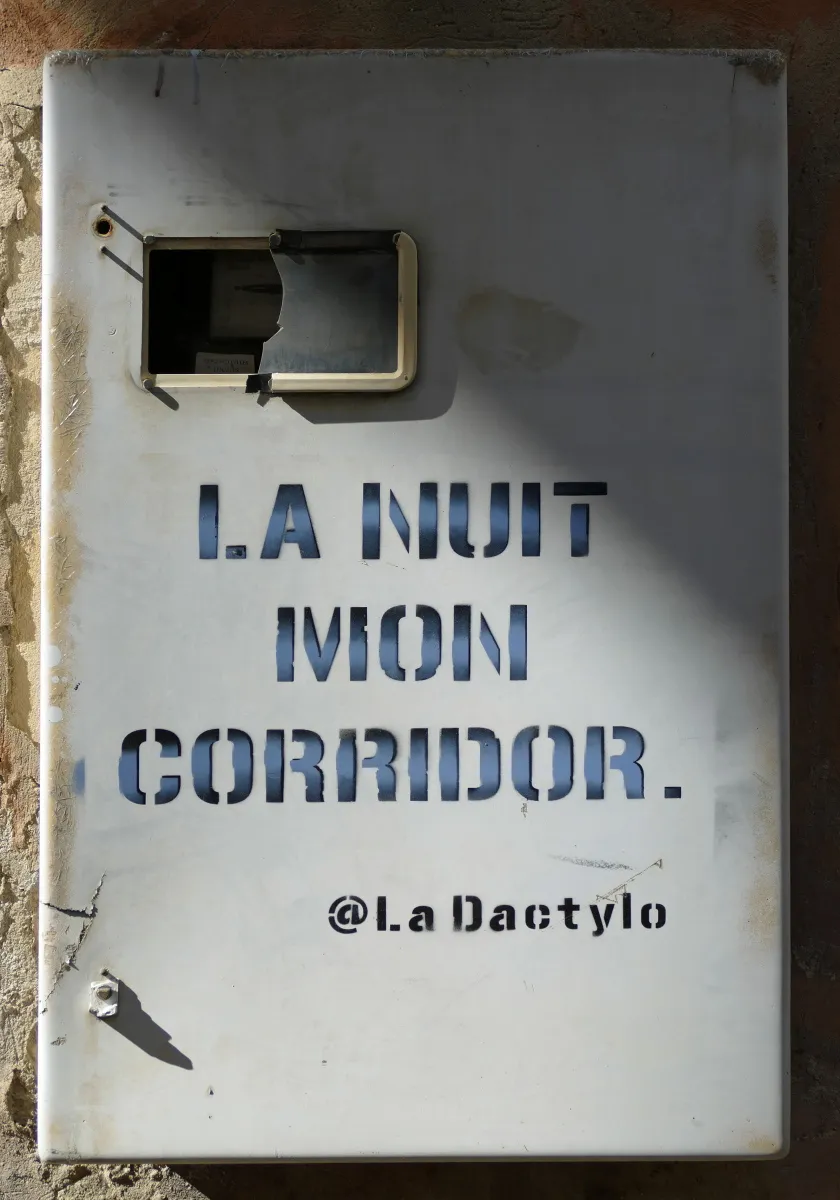 LA NUIT
MON
CORRIDOR.
@La Dactylo